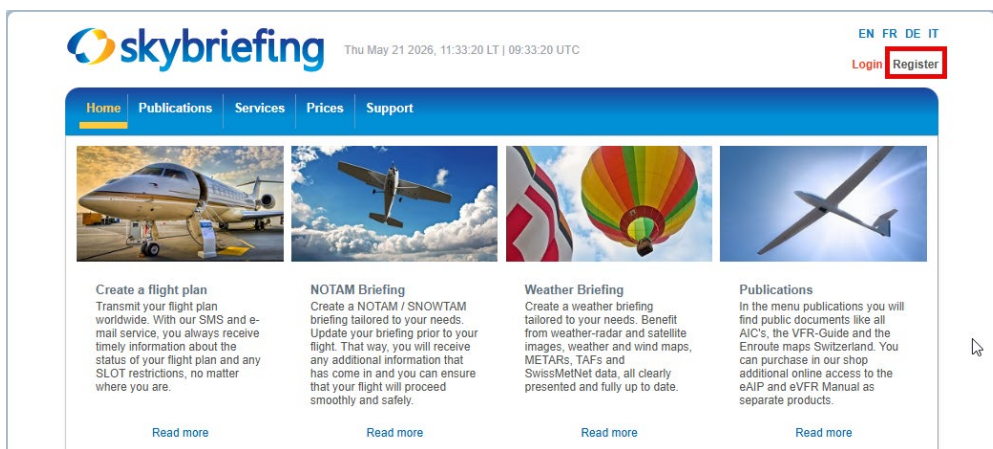 skybriefing
Thu May 21 2026, 11:33:20 LT | 09:33:20 UTC
EN FR DE IT
Login Register
Home Publications Services Prices Support
Create a flight plan
Transmit your flight plan
worldwide. With our SMS and e-
mail service, you always receive
timely information about the
status of your flight plan and any
SLOT restrictions, no matter
where you are.
Read more
NOTAM Briefing
Create a NOTAM / SNOWTAM
briefing tailored to your needs.
Update your briefing prior to your
flight. That way, you will receive
any additional information that
has come in and you can ensure
that your flight will proceed
smoothly and safely.
Read more
Weather Briefing
Create a weather briefing
tailored to your needs. Benefit
from weather-radar and satellite
images, weather and wind maps,
METARs, TAFs and
SwissMetNet data, all clearly
presented and fully up to date.
Read more
Publications
In the menu publications you will
find public documents like all
AIC's, the VFR-Guide and the
Enroute maps Switzerland. You
can purchase in our shop
additional online access to the
eAIP and eVFR Manual as
separate products.
Read more